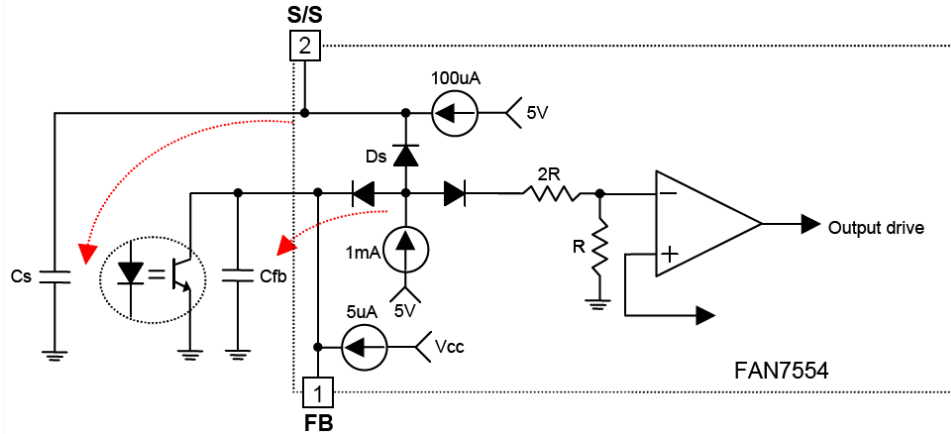 S/S
2
100uA
5V
Ds
2R
R
1mA
5V
Output drive
Cs
Cfb
5uA
Vcc
FAN7554
1
FB